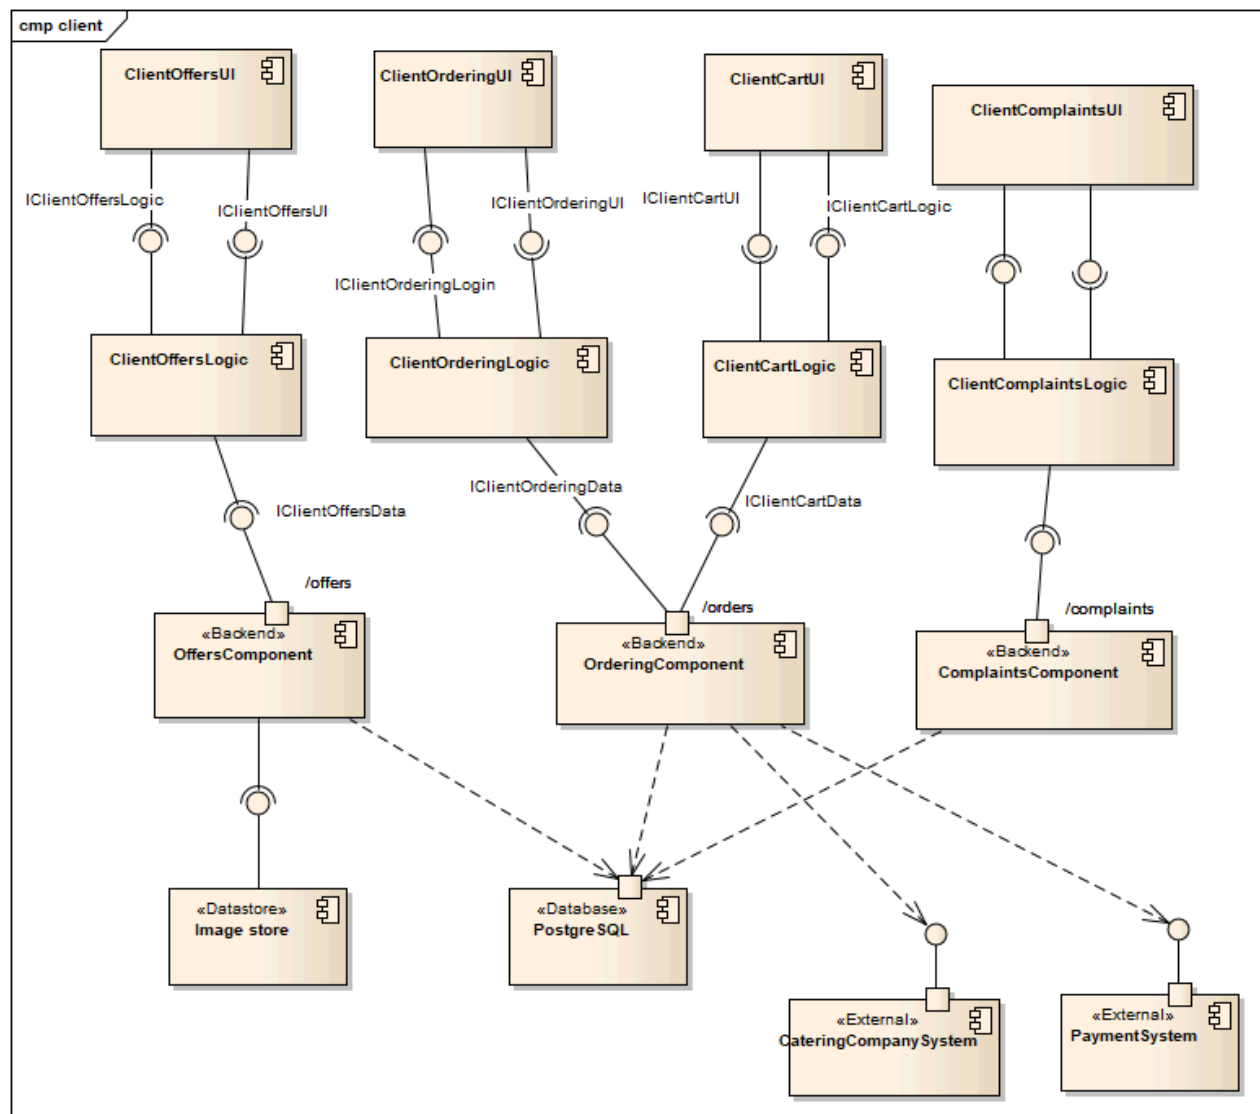 cmp client
ClientOffersUI
ClientOrderingUI
ClientCartUI
ClientComplaintsUI
IClientOffersLogic
IClientOffersUI
IClientOrderingUI
IClientCartUI
IClientCartLogic
IClientOrderingLogin
ClientOffersLogic
ClientOrderingLogic
ClientCartLogic
ClientComplaintsLogic
IClientOffersData
IClientOrderingData
IClientCartData
/offers
/orders
/complaints
«Backend»
OffersComponent
«Backend»
OrderingComponent
«Backend»
ComplaintsComponent
«Datastore»
Image store
«Database»
PostgreSQL
«External»
CateringCompanySystem
«External»
PaymentSystem